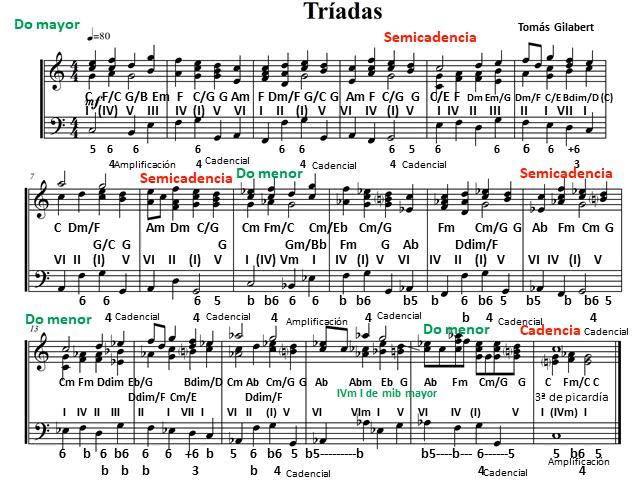 Tríadas
Do mayor
♩=80
Semicadencia
Tomás Gilabert
mf
C F/C G/B Em F C/G G Am F Dm/F G/C G Am F C/G G C/E F Dm Em/G Dm/F C/E Bdim/D (C)
I (IV) V III IV (I) V VI I II (I) V VI IV (I) V I IV II III II I VII I
5 6 6 6 5 6 6 5 6 5 6 6 6 6 +6
4 Amplificación 4 Cadencial 4 Cadencial 4 Cadencial 4 4 3
7
Semicadencia
Do menor
Semicadencia
C Dm/F Am Dm C/G Cm Fm/C Cm/Eb Cm/G Fm Cm/G Ab Fm Cm G
G/C G G Gm/Bb Fm G Ab Ddim/F
VI II (I) V VI II (I) V I (IV) Vm I IV (I) V VI IV II (I) V VI IV (I) V
6 6 6 5 b b6 b b6 b6 5 b b b6 5 b b6 5
4 Cadencial 4 Cadencial 4 Amplificación 4 Cadencial b 4 Cadencial 4
Do menor
13
Do menor
Cadencia
Cadencial
Cm Fm Ddim Eb/G Bdim/D Cm Ab Cm/G G Ab Abm Eb G Ab Fm Cm/G G C Fm/C C
Ddim/F Cm/E Ddim/F IVm I de mib mayor 3ª de picardía
I IV II III II I VII I VI II (I) V VI VIm I V VI IV (I) V I (IVm) I
6 b 6 b6 6 6 +6 5 6 6 5 b5---------b b5----b---- 6-----5
b b b 3 b 4 Cadencial 4 Cadencial Amplificación